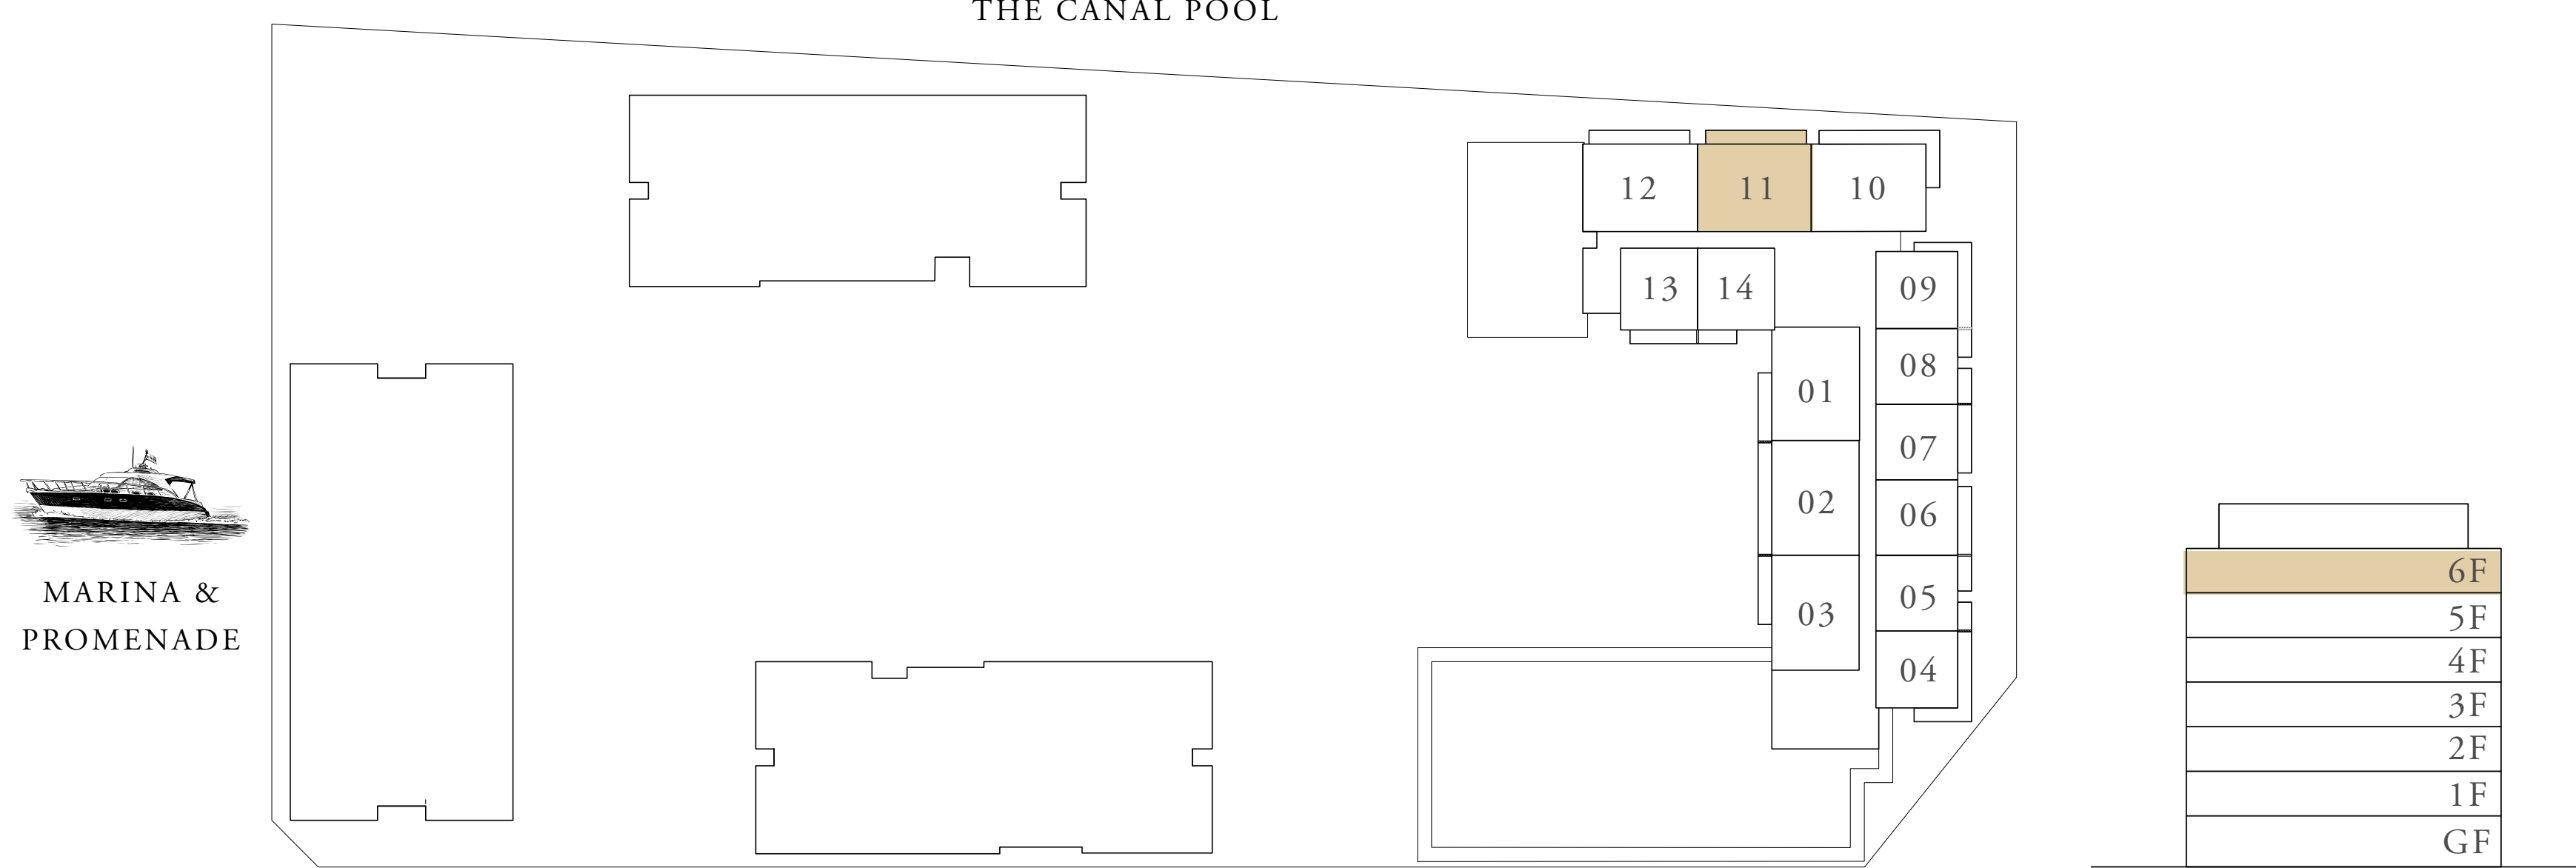 THE CANAL POOL
12 11 10
13 14 09
01 08
07
02 06
03 05
04
MARINA &
PROMENADE
6F
5F
4F
3F
2F
1F
GF